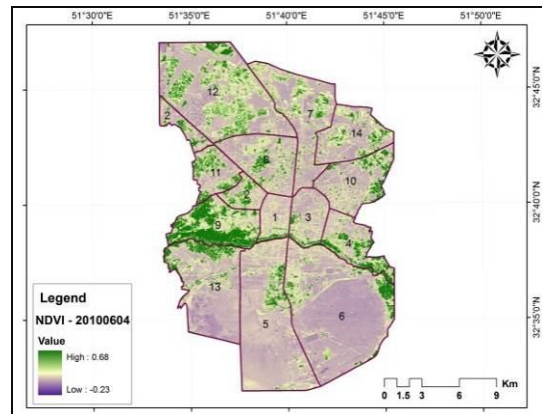 51°30'0"E 51°35'0"E 51°40'0"E 51°45'0"E 51°50'0"E
32°45'0"N
32°40'0"N
32°35'0"N
12
7
2
14
8
11
10
2
1
3
9
4
13
5
6
Legend
NDVI - 20100604
Value
High : 0.68
Low : -0.23
Km
0 1.5 3 6 9